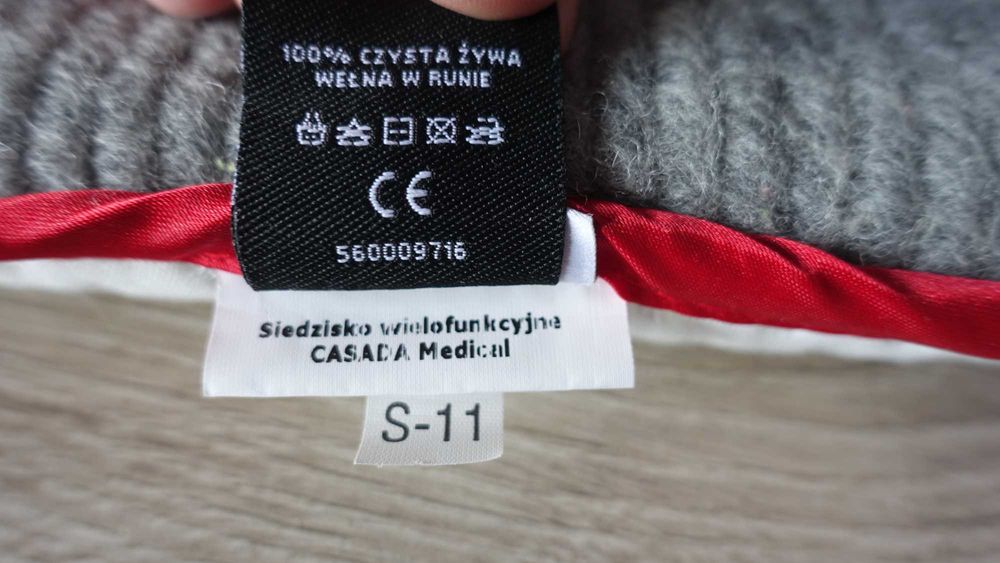 100% CZYSTA ŻYWA
WEŁNA W RUNIE
CE
560009716
Siedzisko wielofunkcyjne
CASADA Medical
S-11